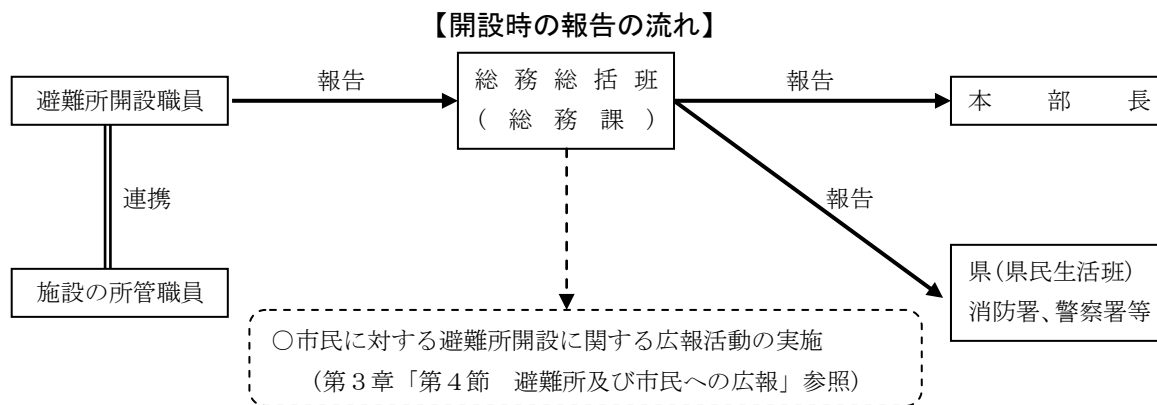 【開設時の報告の流れ】
避難所開設職員
報告
総務総括班
(総務課)
報告
本部長
連携
報告
施設の所管職員
県(県民生活班)
消防署、警察署等
○市民に対する避難所開設に関する広報活動の実施
(第3章「第4節 避難所及び市民への広報」参照)